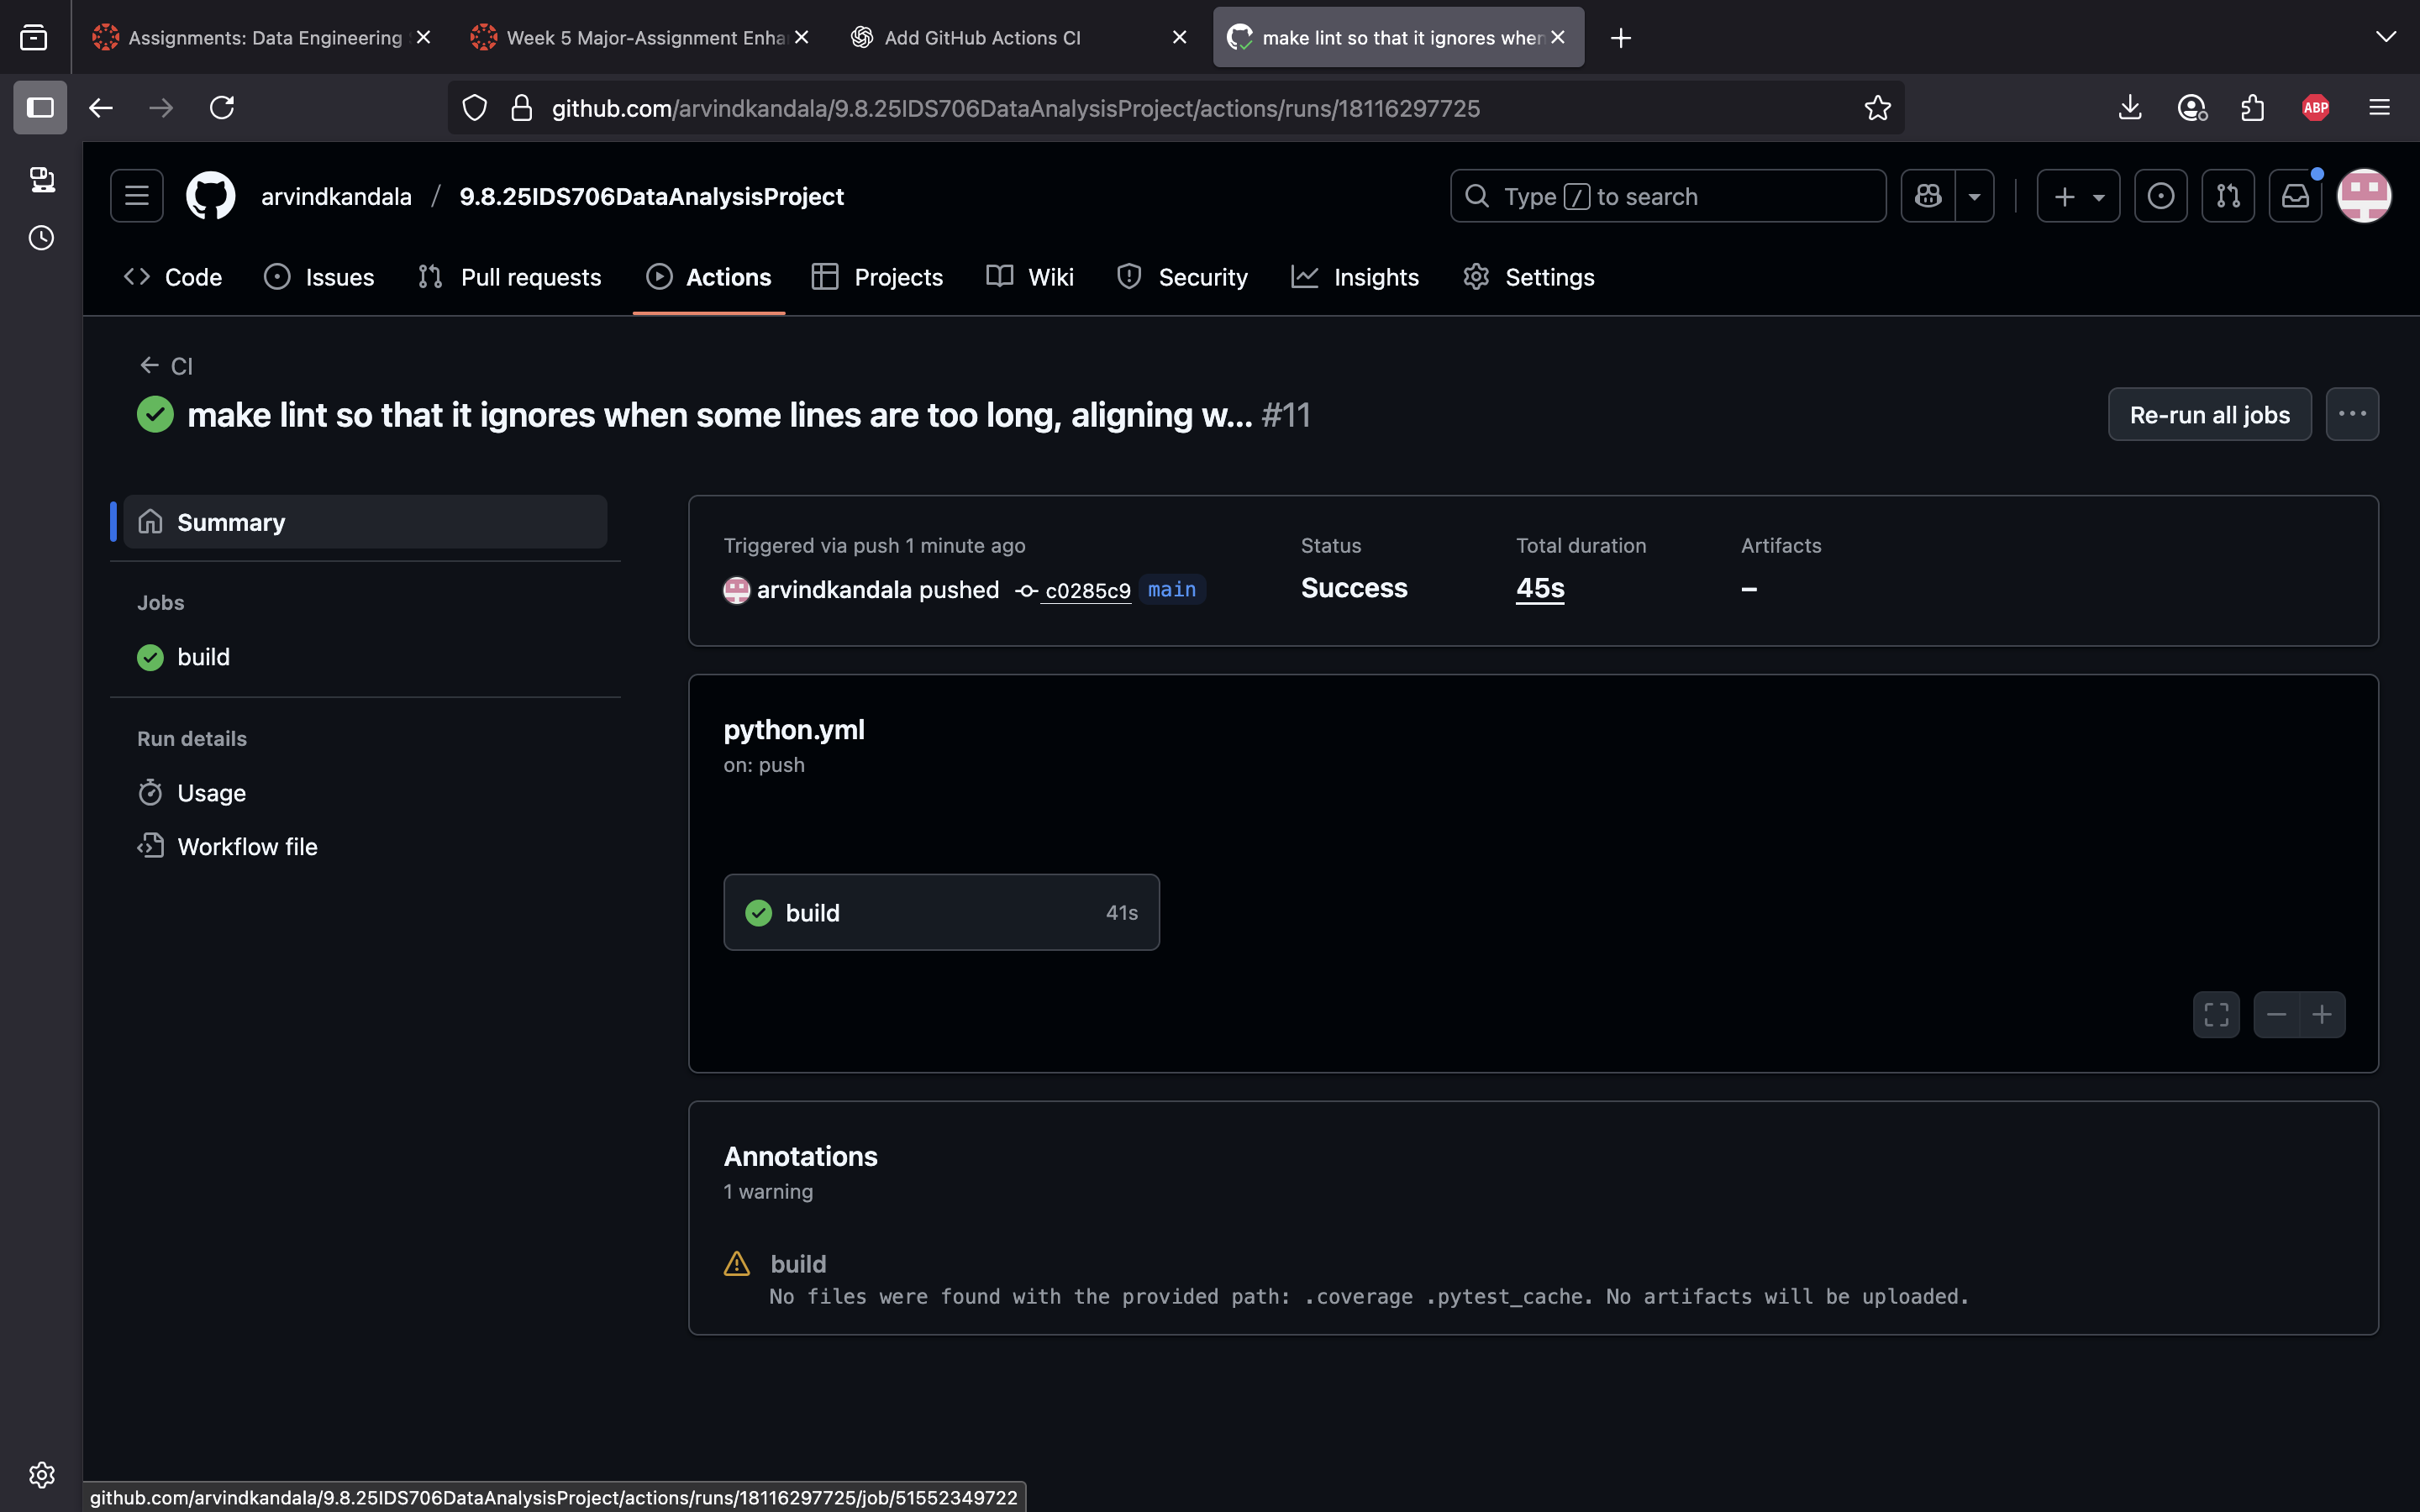 Assignments: Data Engineering
Week 5 Major-Assignment Enha
Add GitHub Actions CI
make lint so that it ignores when
github.com/arvindkandala/9.8.25IDS706DataAnalysisProject/actions/runs/18116297725
ABP
arvindkandala / 9.8.25IDS706DataAnalysisProject
Type / to search
Code
Issues
Pull requests
Actions
Projects
Wiki
Security
Insights
Settings
CI
make lint so that it ignores when some lines are too long, aligning w... #11
Re-run all jobs
Summary
Jobs
build
Run details
Usage
Workflow file
Triggered via push 1 minute ago
arvindkandala pushed c0285c9 main
Status
Success
Total duration
45s
Artifacts
–
python.yml
on: push
build 41s
Annotations
1 warning
build
No files were found with the provided path: .coverage .pytest_cache. No artifacts will be uploaded.
github.com/arvindkandala/9.8.25IDS706DataAnalysisProject/actions/runs/18116297725/job/51552349722